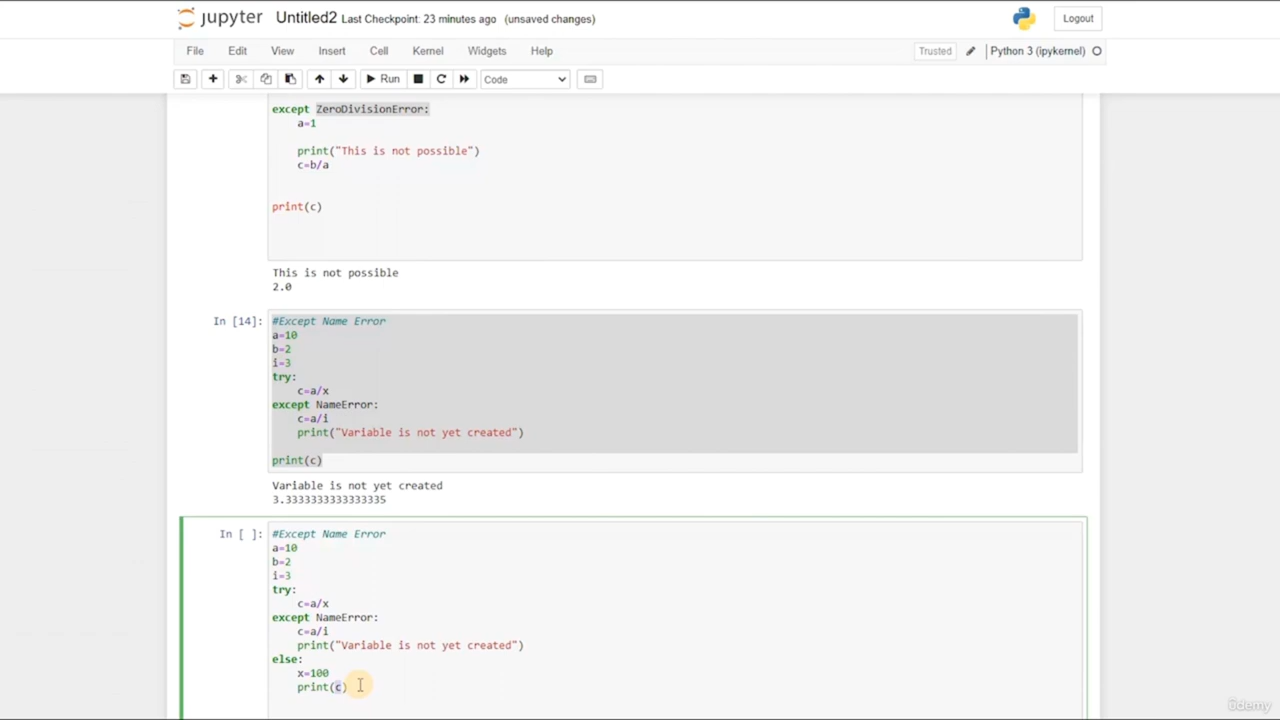 jupyter Untitled2 Last Checkpoint: 23 minutes ago (unsaved changes) Logout
File Edit View Insert Cell Kernel Widgets Help Trusted Python 3 (ipykernel)
Run Code
except ZeroDivisionError:
a=1
print("This is not possible")
c=b/a
print(c)
This is not possible
2.0
In [14]: #Except Name Error
a=10
b=2
i=3
try:
c=a/x
except NameError:
c=a/i
print("Variable is not yet created")
print(c)
Variable is not yet created
3.3333333333333335
In [ ]: #Except Name Error
a=10
b=2
i=3
try:
c=a/x
except NameError:
c=a/i
print("Variable is not yet created")
else:
x=100
print(c)
ûdemy